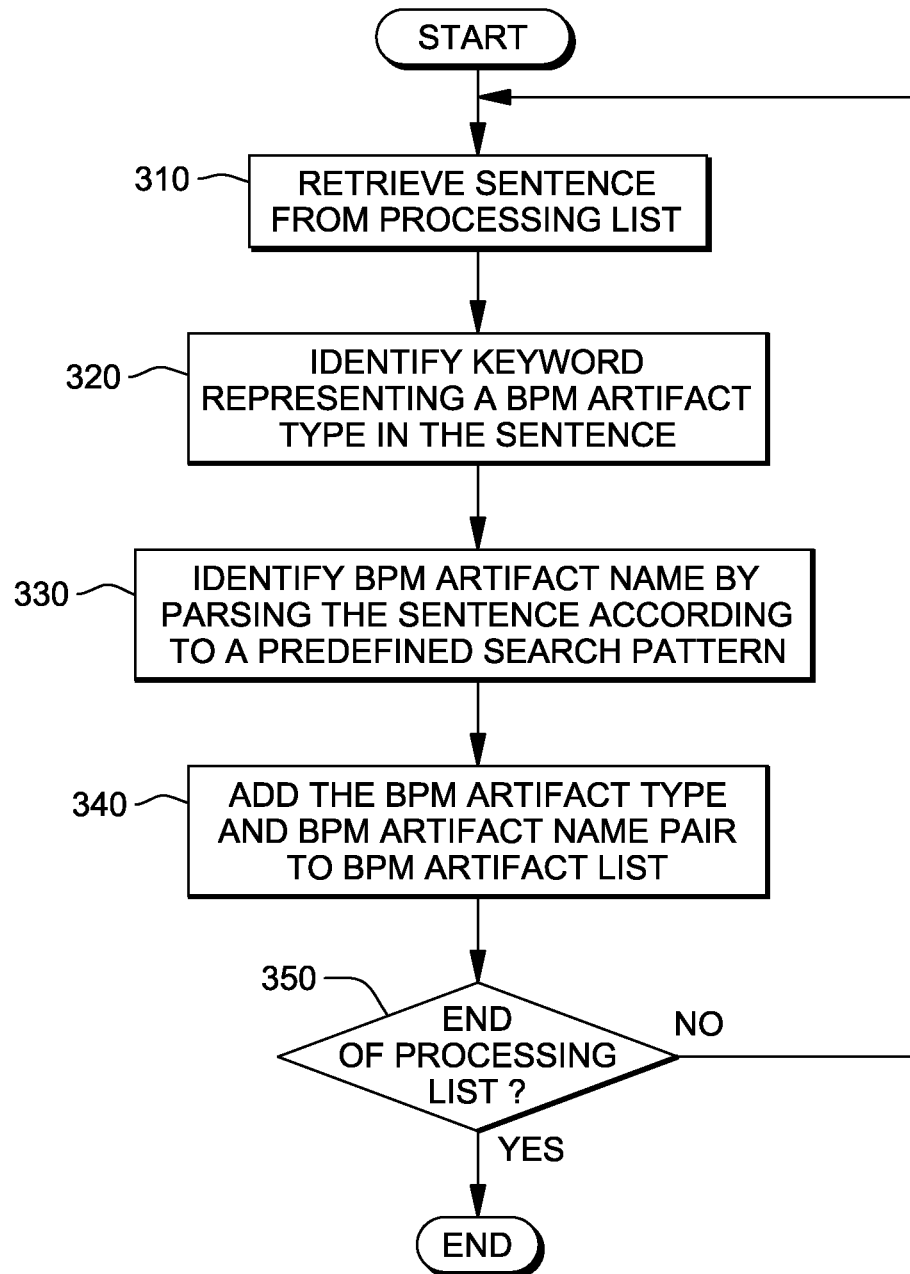 START
310
RETRIEVE SENTENCE
FROM PROCESSING LIST
320
IDENTIFY KEYWORD
REPRESENTING A BPM ARTIFACT
TYPE IN THE SENTENCE
330
IDENTIFY BPM ARTIFACT NAME BY
PARSING THE SENTENCE ACCORDING
TO A PREDEFINED SEARCH PATTERN
340
ADD THE BPM ARTIFACT TYPE
AND BPM ARTIFACT NAME PAIR
TO BPM ARTIFACT LIST
350
END
OF PROCESSING
LIST ?
NO
YES
END